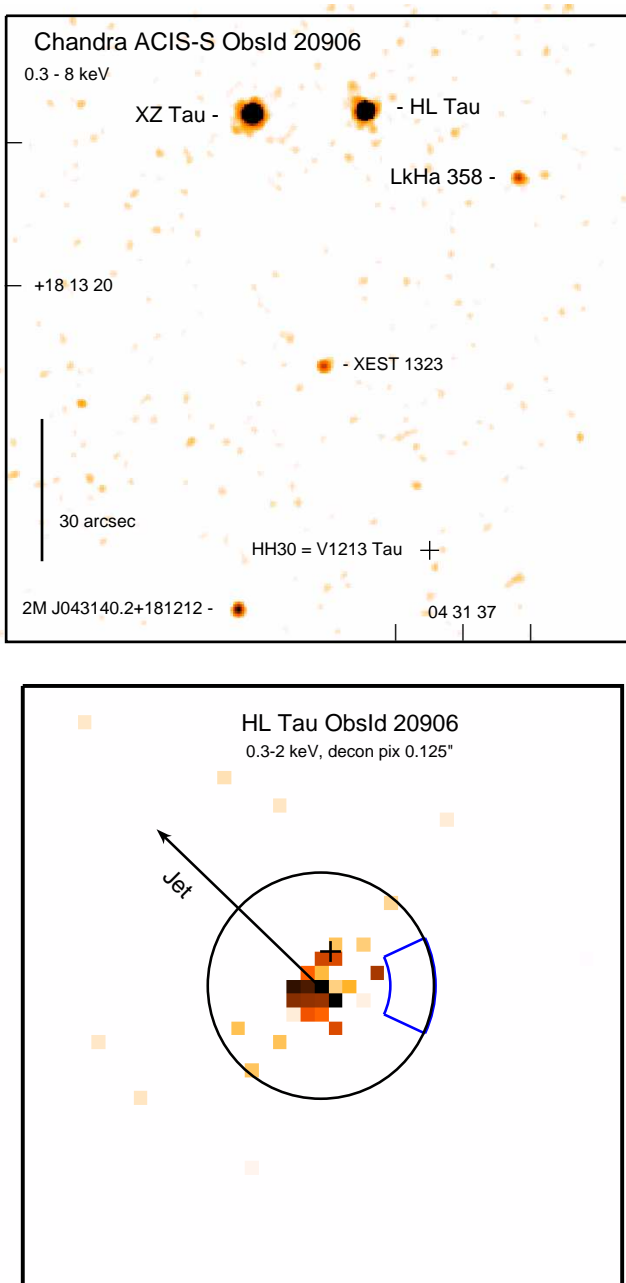 Chandra ACIS-S ObsId 20906
0.3 - 8 keV
XZ Tau -
- HL Tau
LkHa 358 -
+18 13 20
- XEST 1323
30 arcsec
HH30 = V1213 Tau
2M J043140.2+181212 -
04 31 37
HL Tau ObsId 20906
0.3-2 keV, decon pix 0.125"
Jet